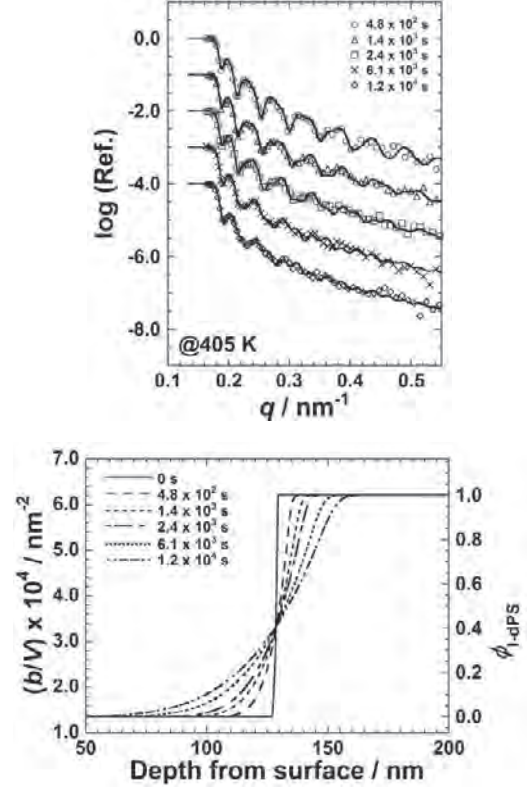 0.0
-2.0
-4.0
-6.0
-8.0
log (Ref.)
4.8 x 10² s
1.4 x 10³ s
2.4 x 10³ s
6.1 x 10³ s
1.2 x 10⁴ s
@405 K
0.1 0.2 0.3 0.4 0.5
q / nm⁻¹
7.0
6.0
5.0
4.0
3.0
2.0
1.0
(b/V) x 10⁴ / nm⁻²
0 s
4.8 x 10² s
1.4 x 10³ s
2.4 x 10³ s
6.1 x 10³ s
1.2 x 10⁴ s
1.0
0.8
0.6
0.4
0.2
0.0
ϕl-dPS
50 100 150 200
Depth from surface / nm